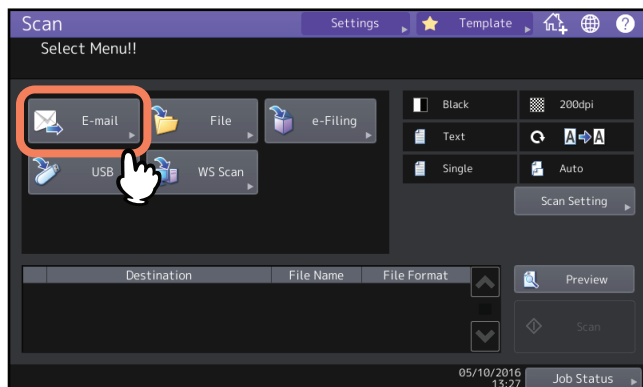 Scan Settings Template ?
Select Menu!!
E-mail File e-Filing
USB WS Scan
Black 200dpi
Text A A
Single Auto
Scan Setting
Destination File Name File Format
Preview
Scan
05/10/2016
13:27
Job Status